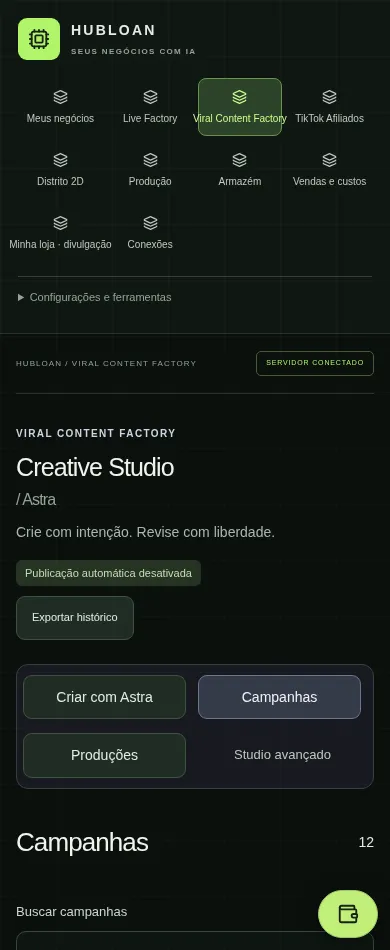 HUBLOAN
SEUS NEGÓCIOS COM IA
Meus negócios
Live Factory
Viral Content Factory
TikTok Afiliados
Distrito 2D
Produção
Armazém
Vendas e custos
Minha loja · divulgação
Conexões
▶ Configurações e ferramentas
HUBLOAN / VIRAL CONTENT FACTORY
SERVIDOR CONECTADO
VIRAL CONTENT FACTORY
Creative Studio
/ Astra
Crie com intenção. Revise com liberdade.
Publicação automática desativada
Exportar histórico
Criar com Astra
Campanhas
Produções
Studio avançado
Campanhas
12
Buscar campanhas